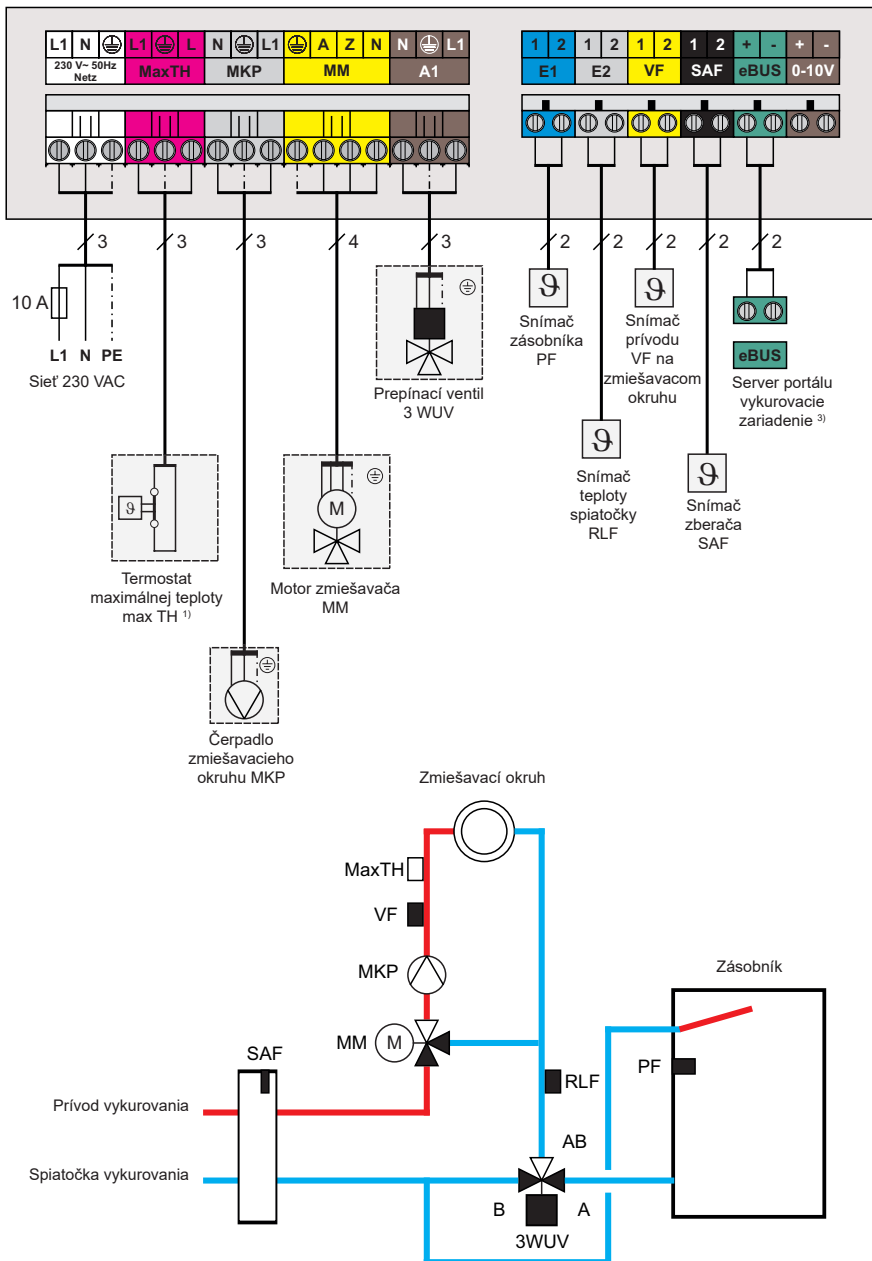 L1 N L1 L N L1 A Z N N L1
230 V~ 50Hz
Netz
MaxTH MKP MM A1
1 2 1 2 1 2 1 2 + - + -
E1 E2 VF SAF eBUS 0-10V
3 3 3 4 3 2 2 2 2 2
10 A
L1 N PE
Sieť 230 VAC
Prepínací ventil
3 WUV
ϑ
Snímač
zásobníka
PF
ϑ
Snímač
prívodu
VF na
zmiešavacom
okruhu
eBUS
Server portálu
vykurovacie
zariadenie 3)
ϑ
Snímač
teploty
spiatočky
RLF
ϑ
Snímač
zberača
SAF
ϑ
Termostat
maximálnej teploty
max TH 1)
M
Motor zmiešavača
MM
Čerpadlo
zmiešavacieho
okruhu MKP
Zmiešavací okruh
MaxTH
VF
MKP
Zásobník
MM M
SAF
PF
RLF
Prívod vykurovania
AB
Spiatočka vykurovania
B A
3WUV